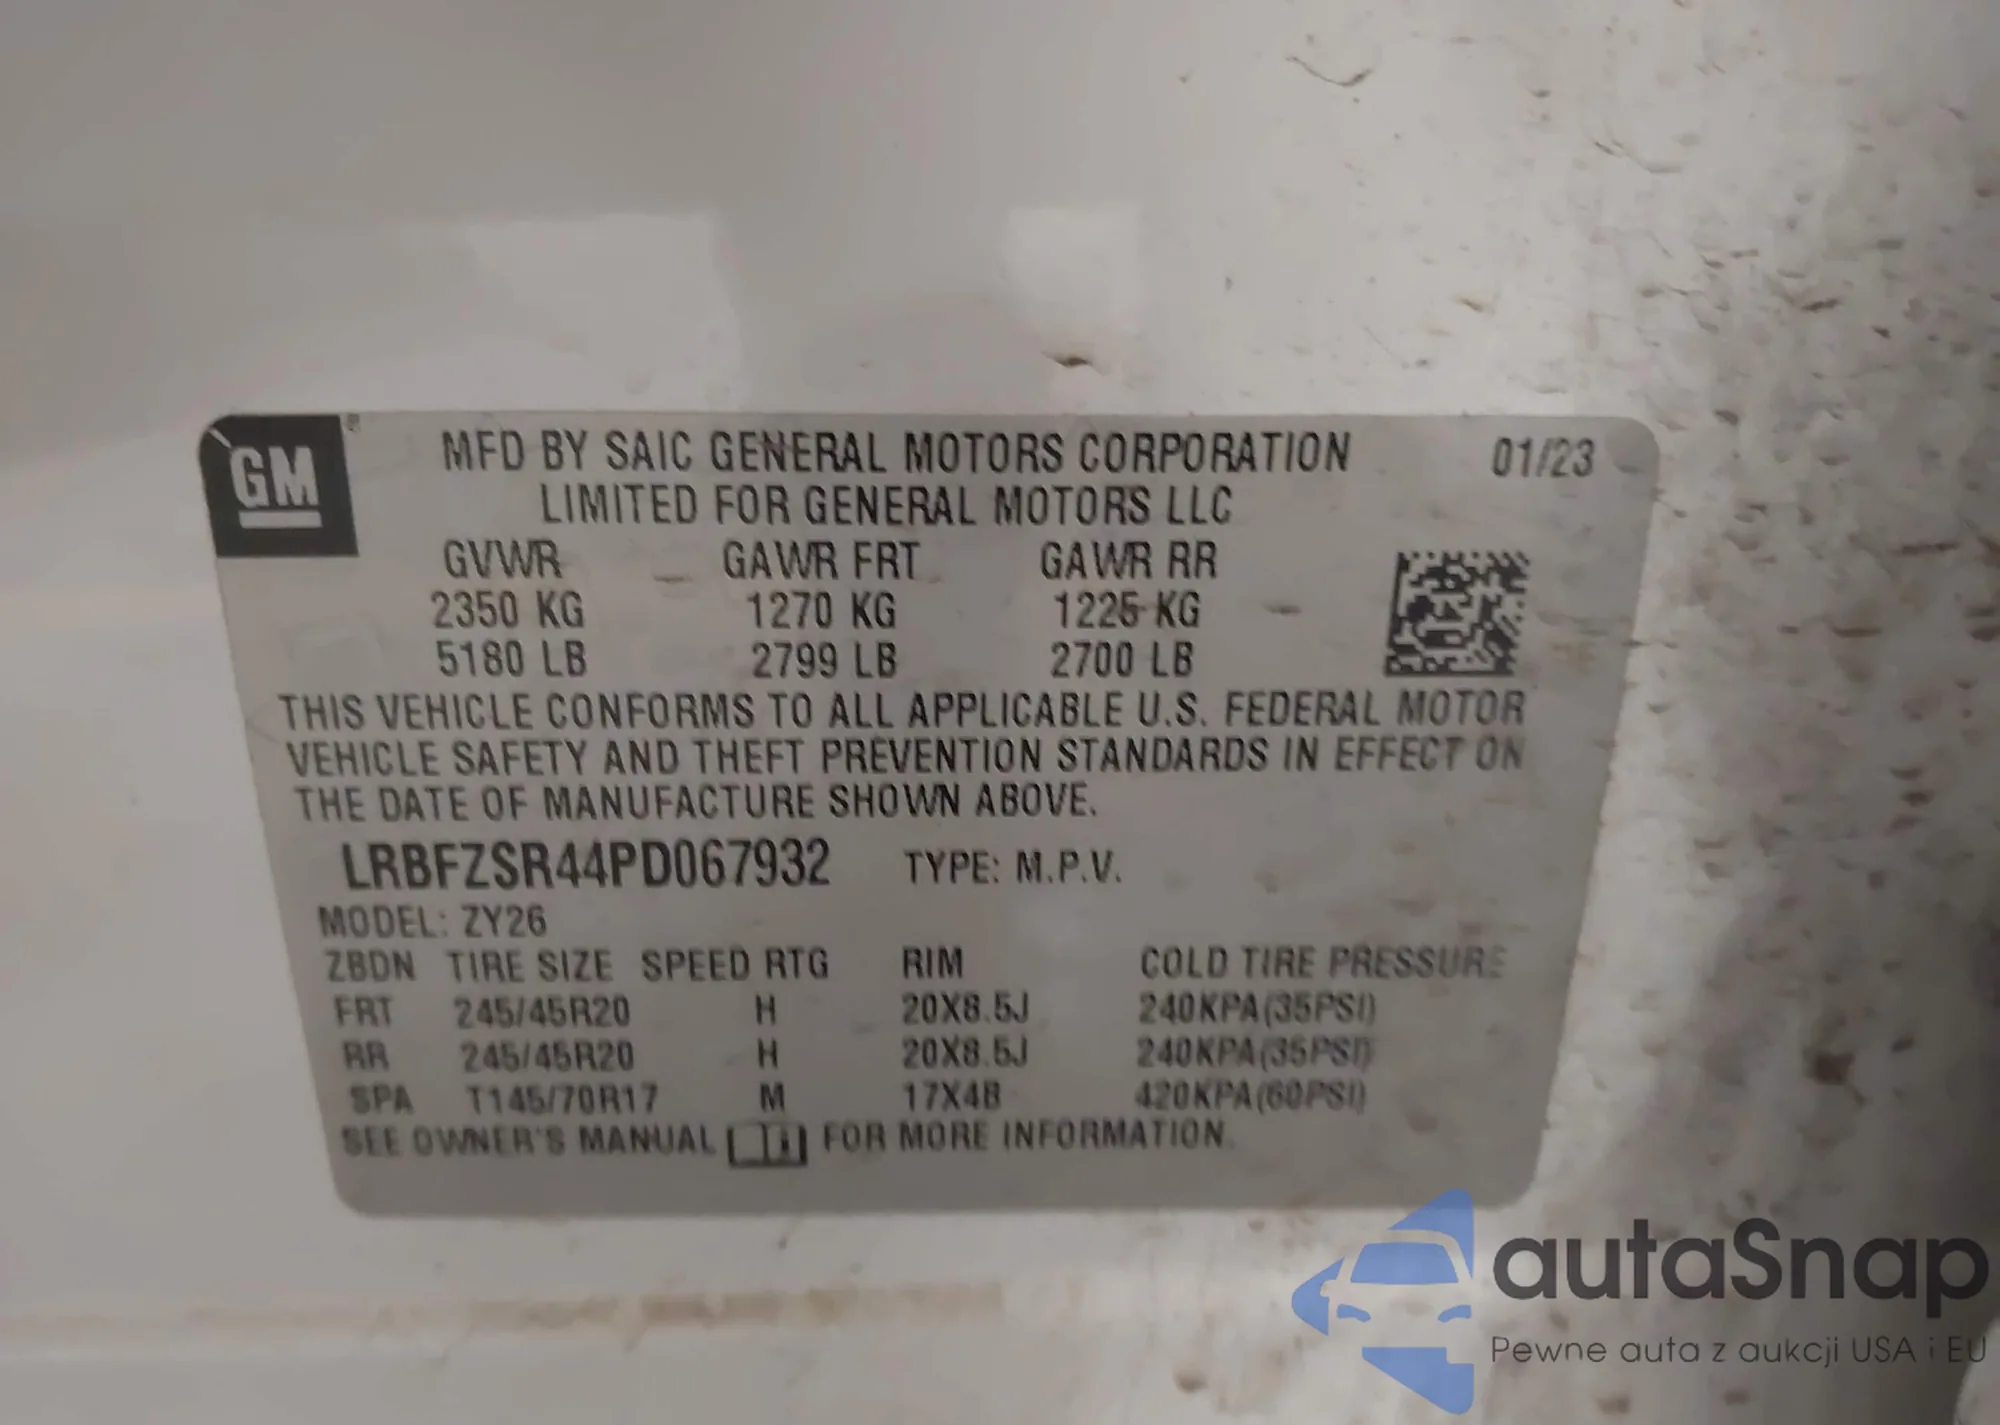 GM ®
MFD BY SAIC GENERAL MOTORS CORPORATION 01/23
LIMITED FOR GENERAL MOTORS LLC
GVWR GAWR FRT GAWR RR
2350 KG 1270 KG 1225 KG
5180 LB 2799 LB 2700 LB
THIS VEHICLE CONFORMS TO ALL APPLICABLE U.S. FEDERAL MOTOR
VEHICLE SAFETY AND THEFT PREVENTION STANDARDS IN EFFECT ON
THE DATE OF MANUFACTURE SHOWN ABOVE.
LRBFZSR44PD067932 TYPE: M.P.V.
MODEL: ZY26
ZBDN TIRE SIZE SPEED RTG RIM COLD TIRE PRESSURE
FRT 245/45R20 H 20X8.5J 240KPA(35PSI)
RR 245/45R20 H 20X8.5J 240KPA(35PSI)
SPA T145/70R17 M 17X4B 420KPA(60PSI)
SEE OWNER'S MANUAL FOR MORE INFORMATION.
autaSnap
Pewne auta z aukcji USA i EU